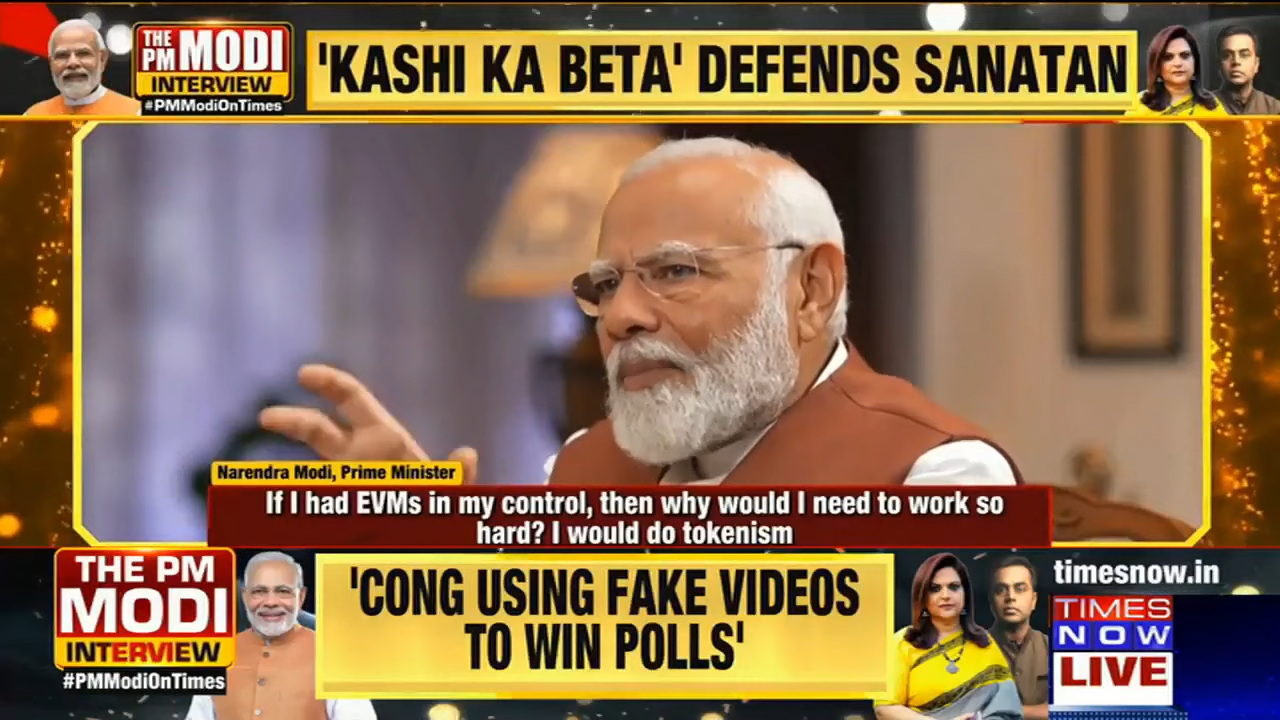 THE PM MODI
INTERVIEW
#PMModiOnTimes
'KASHI KA BETA' DEFENDS SANATAN
Narendra Modi, Prime Minister
If I had EVMs in my control, then why would I need to work so
hard? I would do tokenism
THE PM
MODI
INTERVIEW
#PMModiOnTimes
'CONG USING FAKE VIDEOS
TO WIN POLLS'
timesnow.in
TIMES
NOW
LIVE